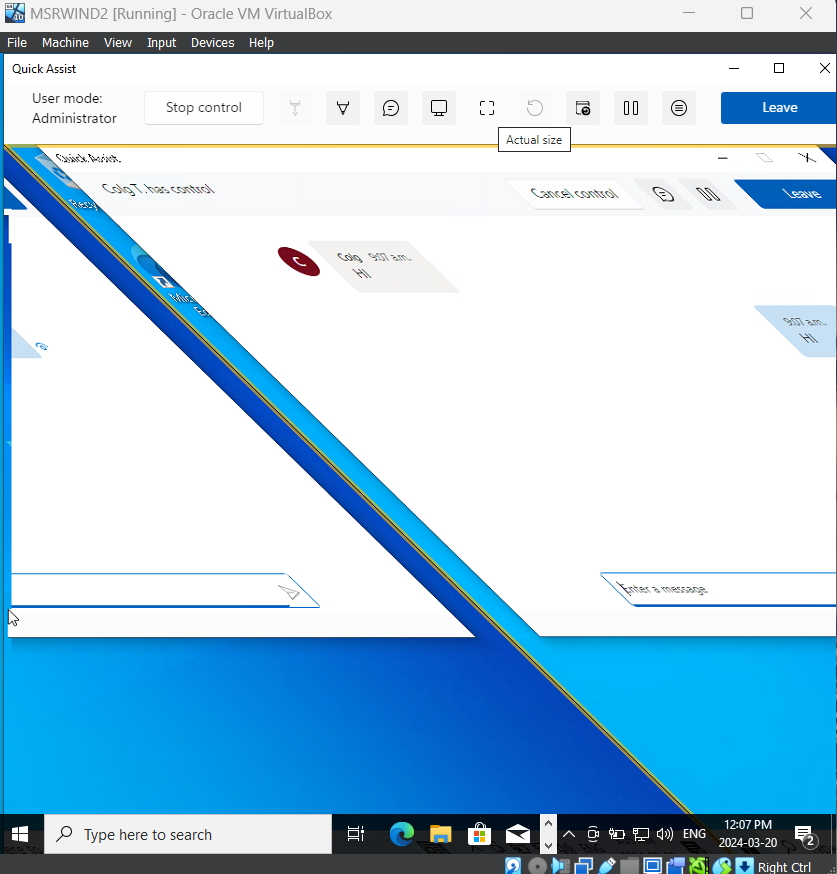 MSRWIND2 [Running] - Oracle VM VirtualBox
File Machine View Input Devices Help
Quick Assist
User mode:
Administrator
Stop control
Leave
Actual size
Quick Assist.
Colg T. has control
Cancel control
Leave
Recy
C
Colg 9:07 a.m.
HI
Mic
9:07 a.m.
HI
Enter a message
Type here to search
ENG
12:07 PM
2024-03-20
2
Right Ctrl